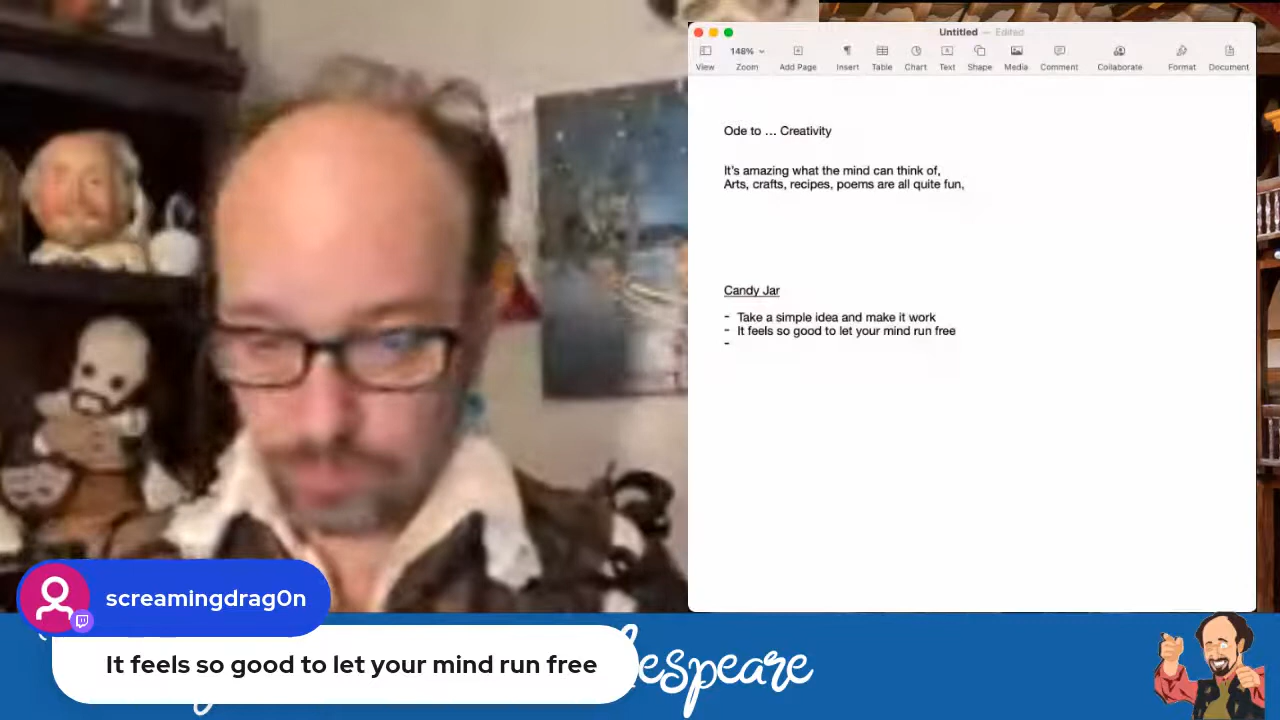 Untitled — Edited
148%
View Zoom Add Page Insert Table Chart Text Shape Media Comment Collaborate Format Document
Ode to … Creativity
It's amazing what the mind can think of,
Arts, crafts, recipes, poems are all quite fun,
Candy Jar
- Take a simple idea and make it work
- It feels so good to let your mind run free
-
screamingdrag0n
It feels so good to let your mind run free
espeare